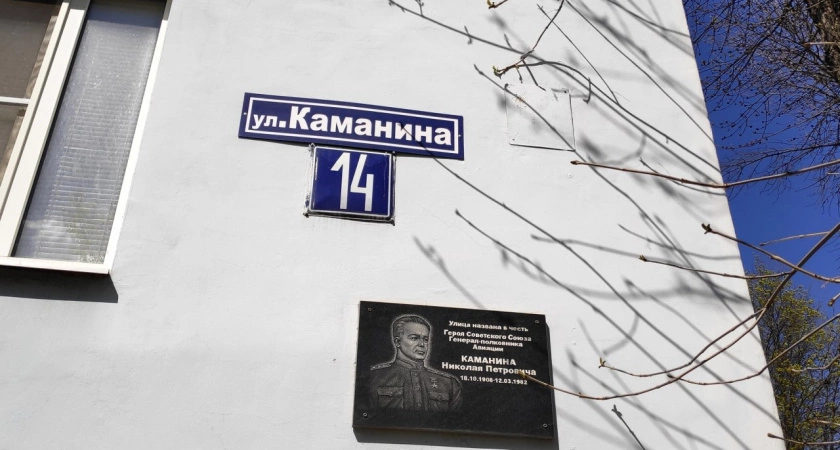 ул.Каманина
14
Улица названа в честь
Героя Советского Союза
Генерал-полковника
Авиации
КАМАНИНА
Николая Петровича
18.10.1908-12.03.1982